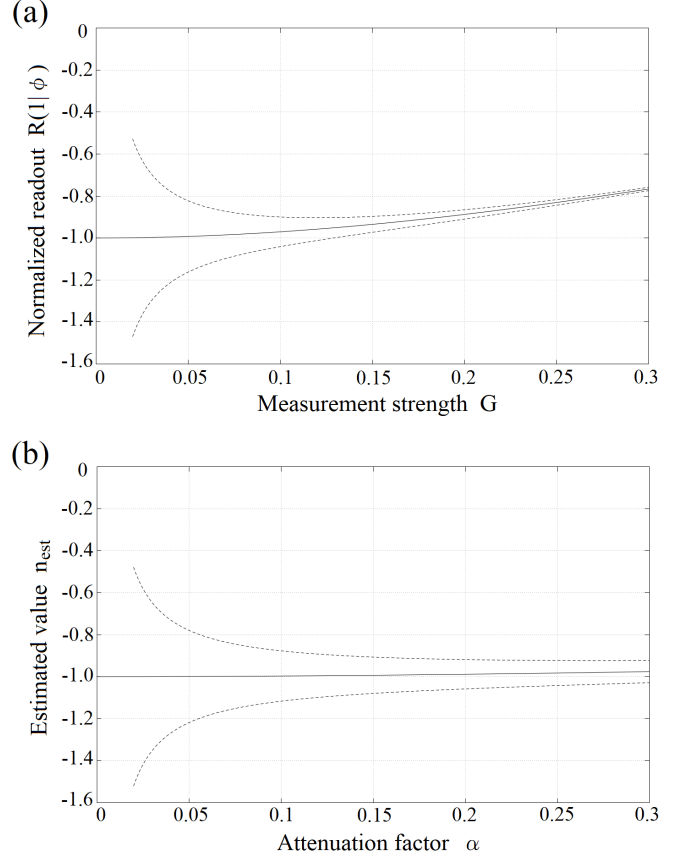 (a)
0
-0.2
-0.4
-0.6
-0.8
-1.0
-1.2
-1.4
-1.6
Normalized readout R(1|ϕ)
0 0.05 0.1 0.15 0.2 0.25 0.3
Measurement strength G
(b)
0
-0.2
-0.4
-0.6
-0.8
-1.0
-1.2
-1.4
-1.6
Estimated value n_est
0 0.05 0.1 0.15 0.2 0.25 0.3
Attenuation factor α